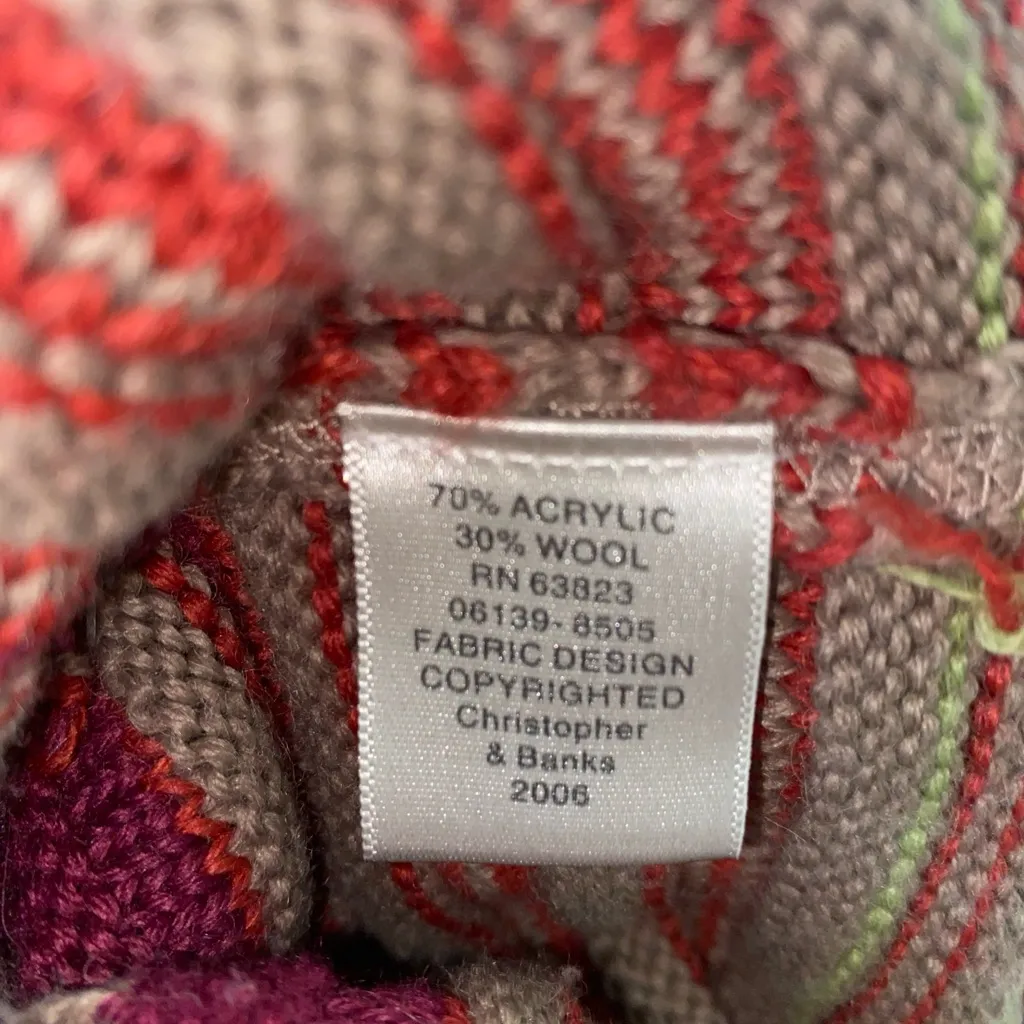 70% ACRYLIC
30% WOOL
RN 63823
06139-8505
FABRIC DESIGN
COPYRIGHTED
Christopher
& Banks
2006